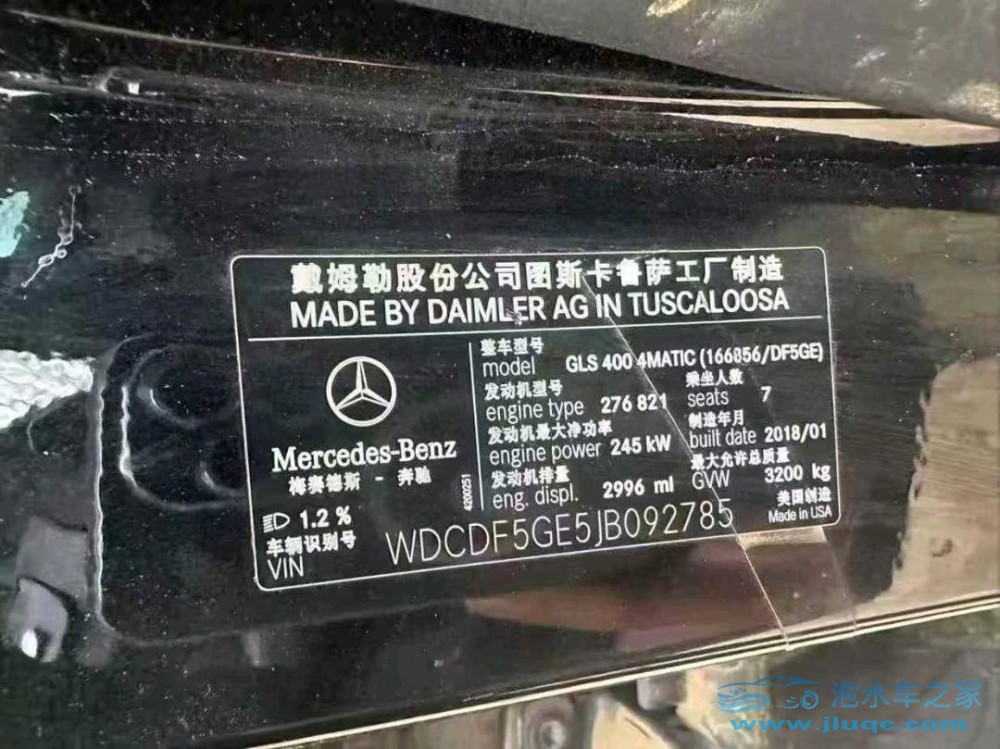 戴姆勒股份公司图斯卡鲁萨工厂制造
MADE BY DAIMLER AG IN TUSCALOOSA
整车型号
model GLS 400 4MATIC (166856/DF5GE)
发动机型号 乘坐人数
engine type 276 821 seats 7
发动机最大净功率 制造年月
engine power 245 kW built date 2018/01
发动机排量 最大允许总质量
eng. displ. 2996 ml GVW 3200 kg
Mercedes-Benz
梅赛德斯 - 奔驰
4200251
美国制造
Made in USA
1.2 %
车辆识别号
VIN WDCDF5GE5JB092785
泡水车之家
www.jluqc.com